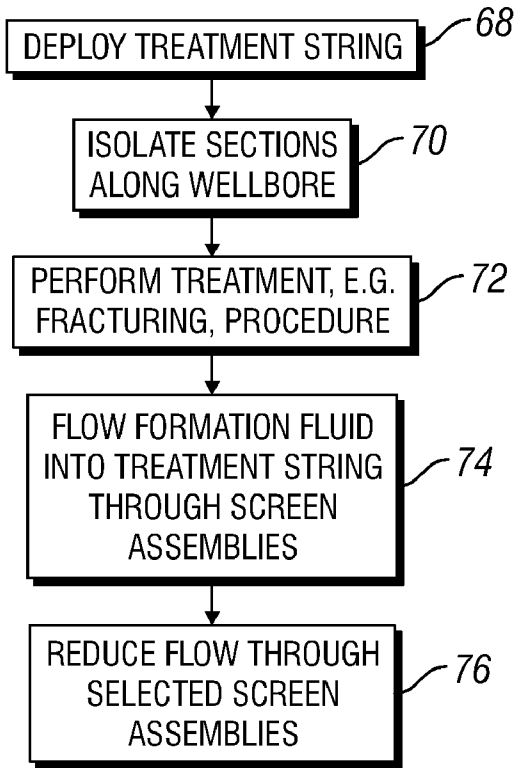 DEPLOY TREATMENT STRING
68
ISOLATE SECTIONS
ALONG WELLBORE
70
PERFORM TREATMENT, E.G.
FRACTURING, PROCEDURE
72
FLOW FORMATION FLUID
INTO TREATMENT STRING
THROUGH SCREEN
ASSEMBLIES
74
REDUCE FLOW THROUGH
SELECTED SCREEN
ASSEMBLIES
76